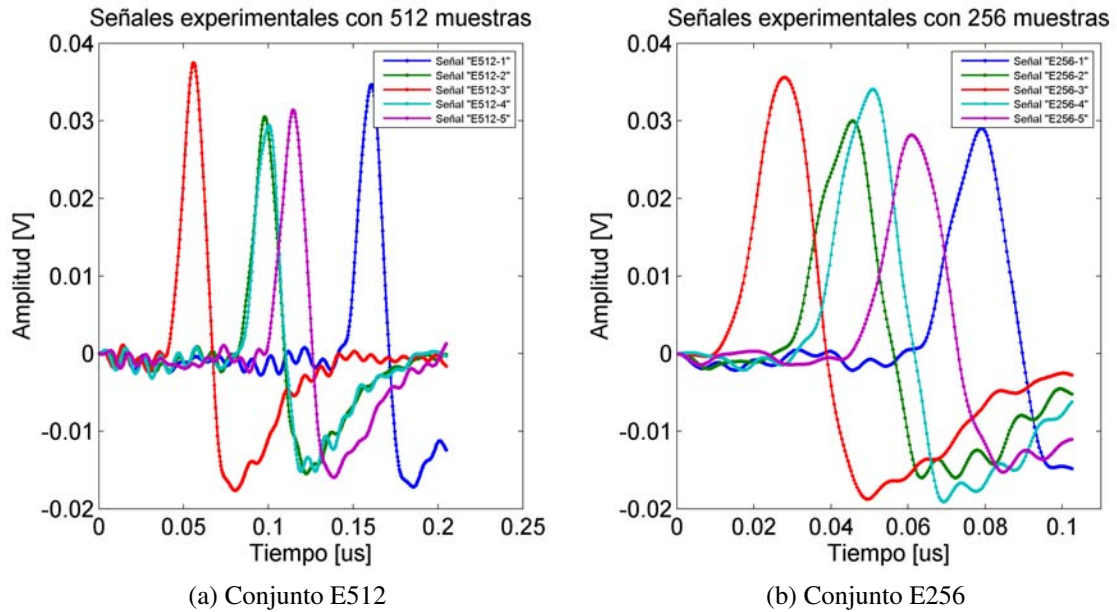 Señales experimentales con 512 muestras
0.04
0.03
0.02
0.01
0
-0.01
-0.02
0
0.05
0.1
0.15
0.2
0.25
Amplitud [V]
Tiempo [us]
Señal "E512-1"
Señal "E512-2"
Señal "E512-3"
Señal "E512-4"
Señal "E512-5"
(a) Conjunto E512
Señales experimentales con 256 muestras
0.04
0.03
0.02
0.01
0
-0.01
-0.02
0
0.02
0.04
0.06
0.08
0.1
Amplitud [V]
Tiempo [us]
Señal "E256-1"
Señal "E256-2"
Señal "E256-3"
Señal "E256-4"
Señal "E256-5"
(b) Conjunto E256